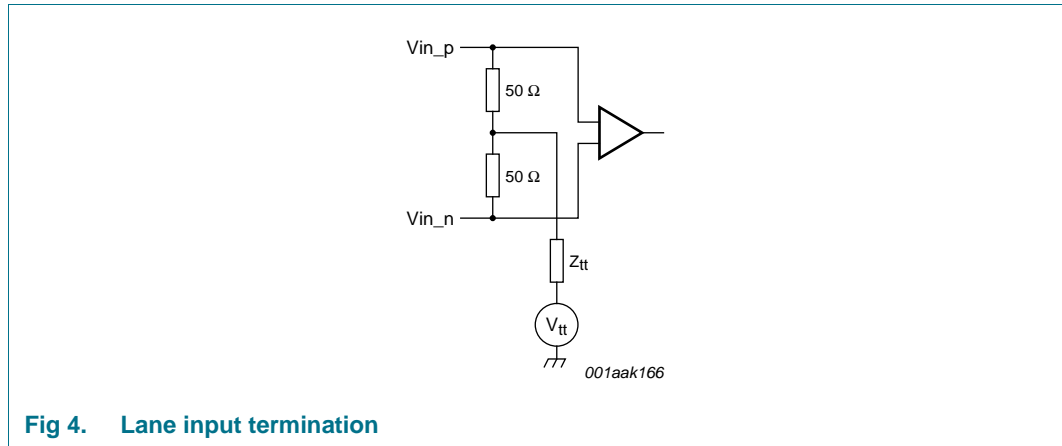 Vin_p
50 Ω
50 Ω
Vin_n
Ztt
Vtt
001aak166
Fig 4. Lane input termination